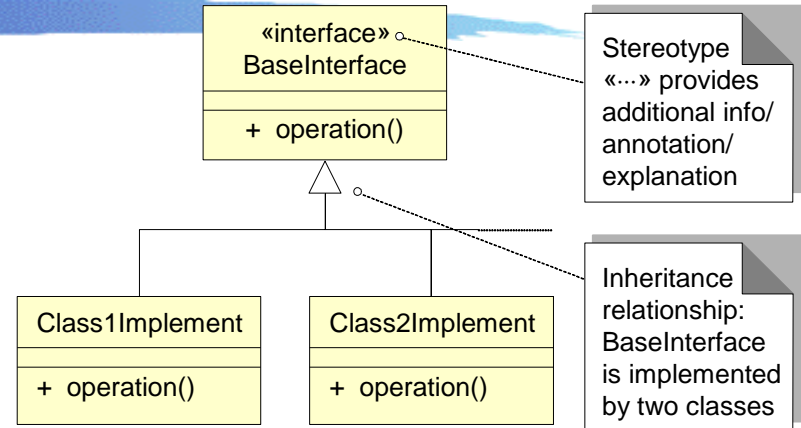 «interface»
BaseInterface
+ operation()
Stereotype
«···» provides
additional info/
annotation/
explanation
Class1Implement
+ operation()
Class2Implement
+ operation()
Inheritance
relationship:
BaseInterface
is implemented
by two classes